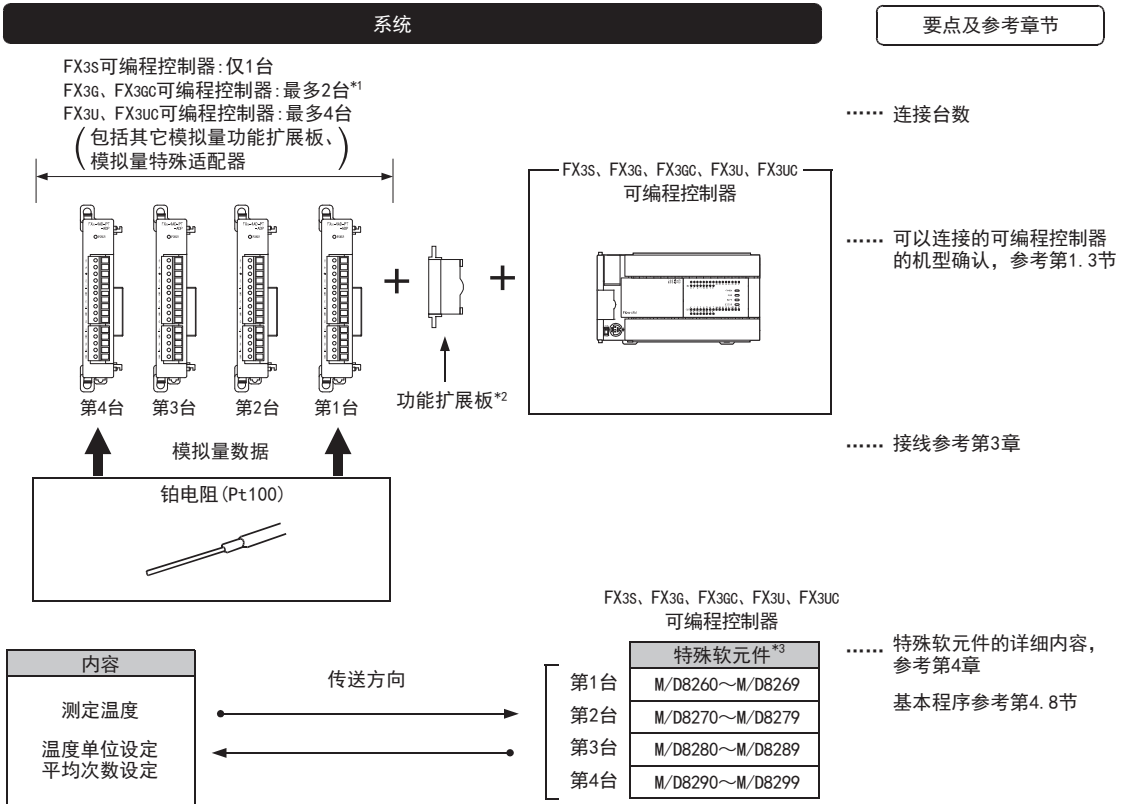 系统
要点及参考章节
FX3S可编程控制器:仅1台
FX3G、FX3GC可编程控制器:最多2台*1
FX3U、FX3UC可编程控制器:最多4台
(包括其它模拟量功能扩展板、
模拟量特殊适配器)
…… 连接台数
FX3S、FX3G、FX3GC、FX3U、FX3UC
可编程控制器
…… 可以连接的可编程控制器
的机型确认，参考第1.3节
+
+
第4台
第3台
第2台
第1台
功能扩展板*2
模拟量数据
…… 接线参考第3章
铂电阻(Pt100)
FX3S、FX3G、FX3GC、FX3U、FX3UC
可编程控制器
内容
传送方向
特殊软元件*3
…… 特殊软元件的详细内容，
参考第4章
基本程序参考第4.8节
测定温度
温度单位设定
平均次数设定
第1台 M/D8260～M/D8269
第2台 M/D8270～M/D8279
第3台 M/D8280～M/D8289
第4台 M/D8290～M/D8299